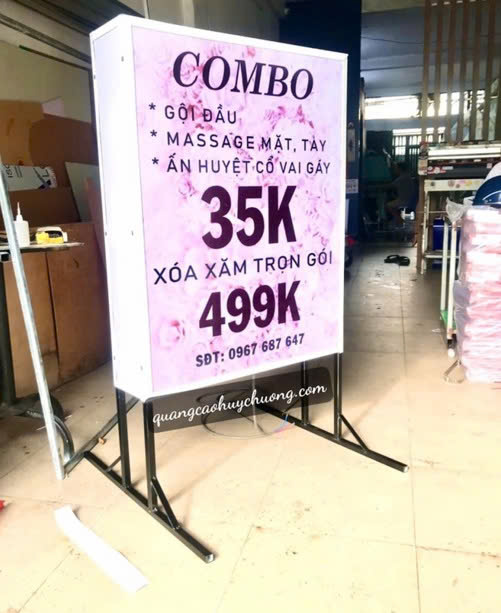 COMBO
* GỘI ĐẦU
* MASSAGE MẶT, TAY
* ẤN HUYỆT CỔ VAI GÁY
35K
XÓA XĂM TRỌN GÓI
499K
SĐT: 0967 687 647
quangcaohuychuong.com